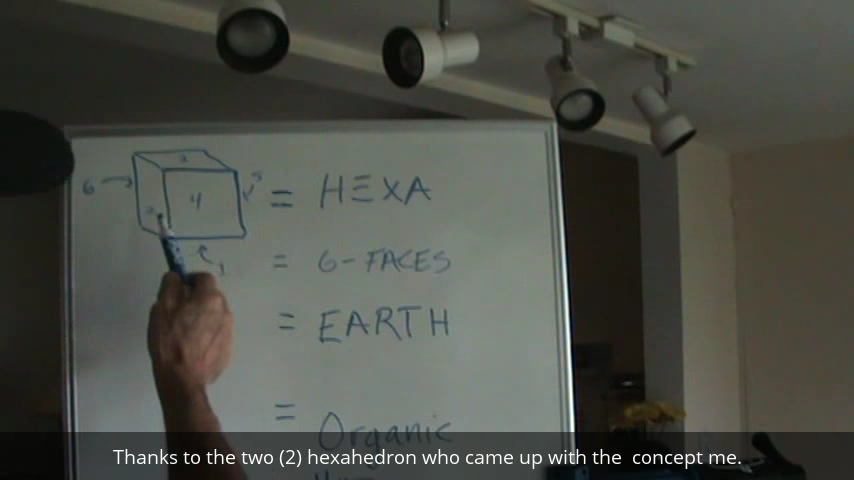 2
6
4
5
= HEXA
1
= 6-FACES
= EARTH
= Organic
Thanks to the two (2) hexahedron who came up with the concept me.